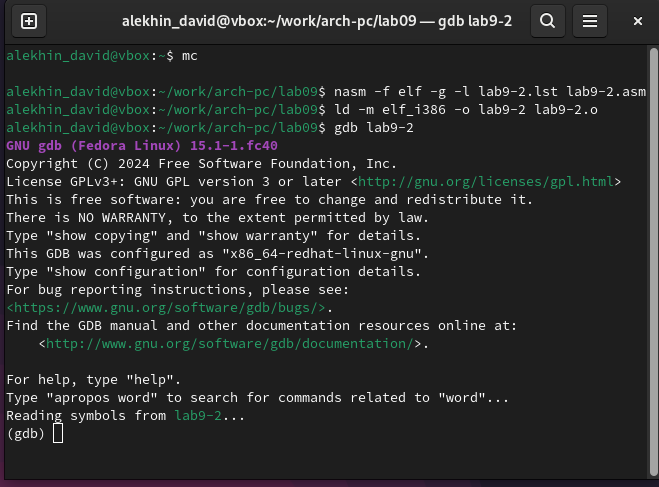 alekhin_david@vbox:~/work/arch-pc/lab09 — gdb lab9-2
alekhin_david@vbox:~$ mc
alekhin_david@vbox:~/work/arch-pc/lab09$ nasm -f elf -g -l lab9-2.lst lab9-2.asm
alekhin_david@vbox:~/work/arch-pc/lab09$ ld -m elf_i386 -o lab9-2 lab9-2.o
alekhin_david@vbox:~/work/arch-pc/lab09$ gdb lab9-2
GNU gdb (Fedora Linux) 15.1-1.fc40
Copyright (C) 2024 Free Software Foundation, Inc.
License GPLv3+: GNU GPL version 3 or later <http://gnu.org/licenses/gpl.html>
This is free software: you are free to change and redistribute it.
There is NO WARRANTY, to the extent permitted by law.
Type "show copying" and "show warranty" for details.
This GDB was configured as "x86_64-redhat-linux-gnu".
Type "show configuration" for configuration details.
For bug reporting instructions, please see:
<https://www.gnu.org/software/gdb/bugs/>.
Find the GDB manual and other documentation resources online at:
    <http://www.gnu.org/software/gdb/documentation/>.
For help, type "help".
Type "apropos word" to search for commands related to "word"...
Reading symbols from lab9-2...
(gdb)